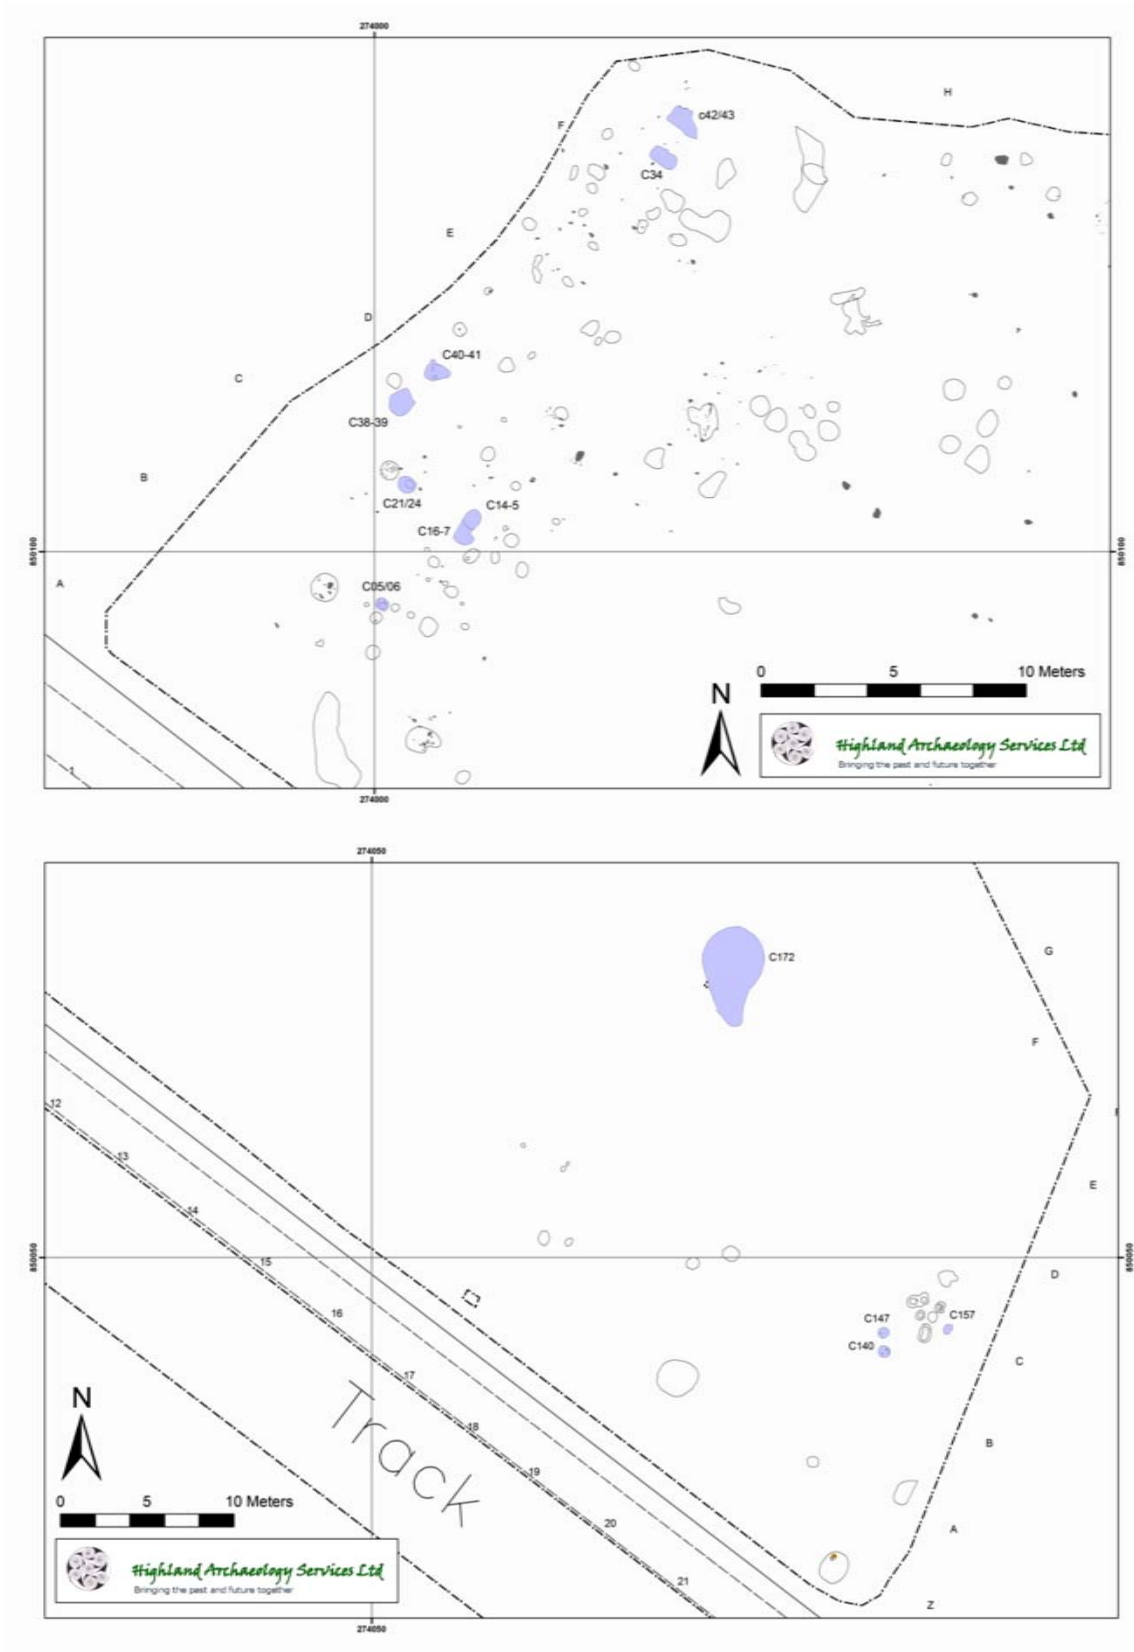 274000
H
c42/43
F
C34
E
D
C40-41
C
C38-39
B
C14-5
C21/24
C16-7
850100
850100
A
C05/06
0 5 10 Meters
N
Highland Archaeology Services Ltd
Bringing the past and future together
1
274000
274050
G
C172
F
12
E
13
14
850050
850050
15
D
16
C147
C157
C140
C
17
N
Track
18
B
19
0 5 10 Meters
20
A
Highland Archaeology Services Ltd
Bringing the past and future together
21
Z
274050